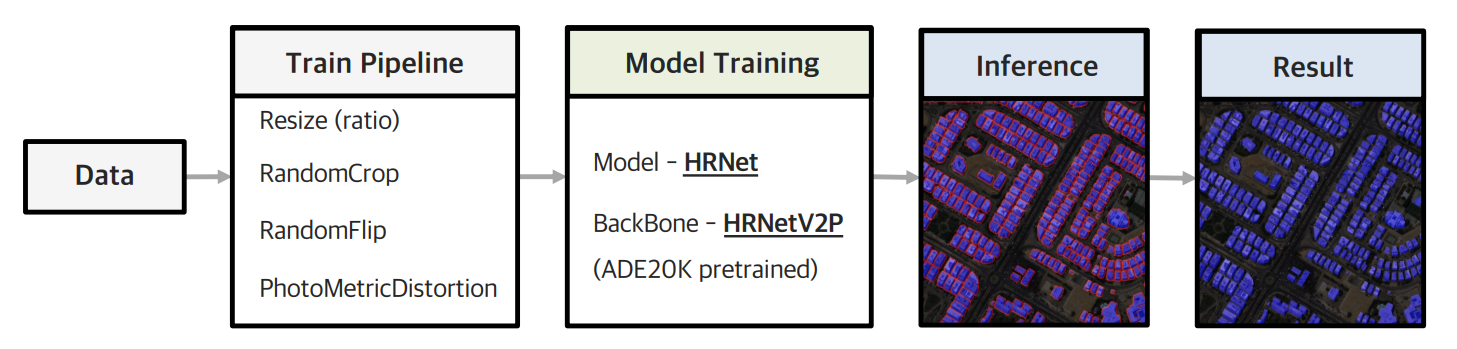 Data
Train Pipeline
Resize (ratio)
RandomCrop
RandomFlip
PhotoMetricDistortion
Model Training
Model - HRNet
BackBone - HRNetV2P
(ADE20K pretrained)
Inference
Result